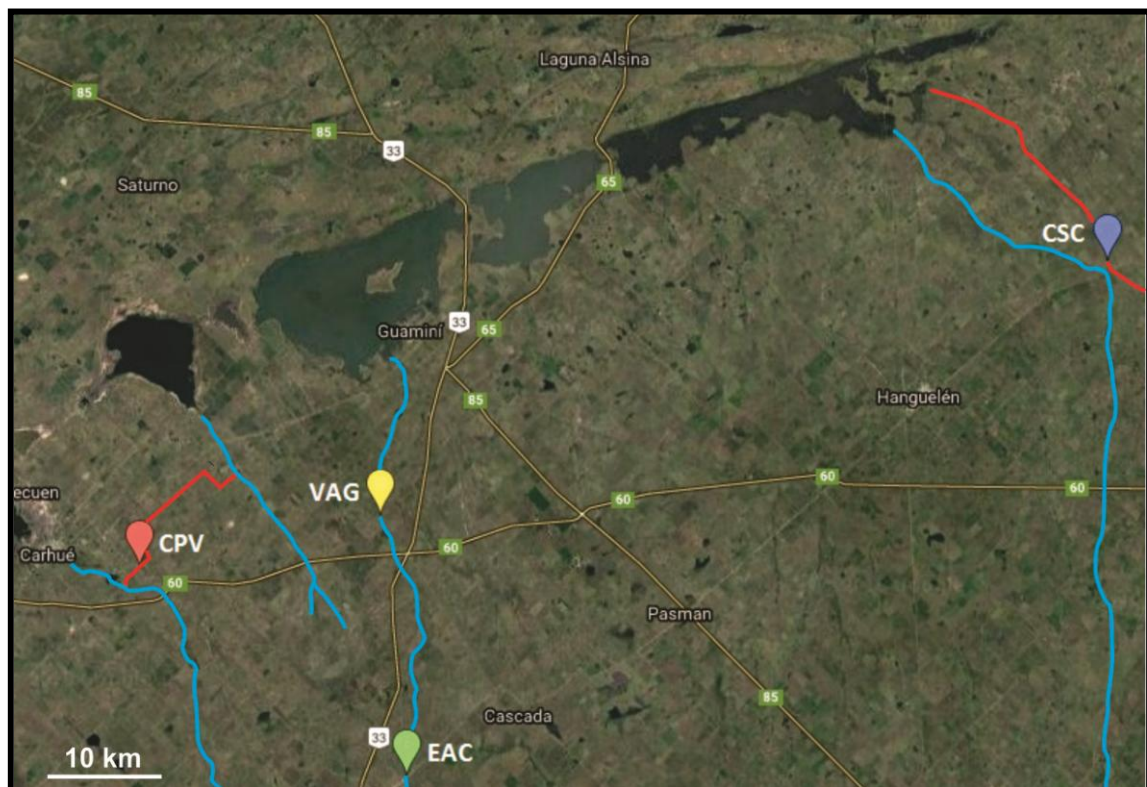 Laguna Alsina
85
85
33
Saturno
65
CSC
33
65
Guaminí
85
Hanguelén
60
60
60
VAG
ecuen
CPV
60
Carhué
60
Pasman
85
Cascada
33
EAC
10 km